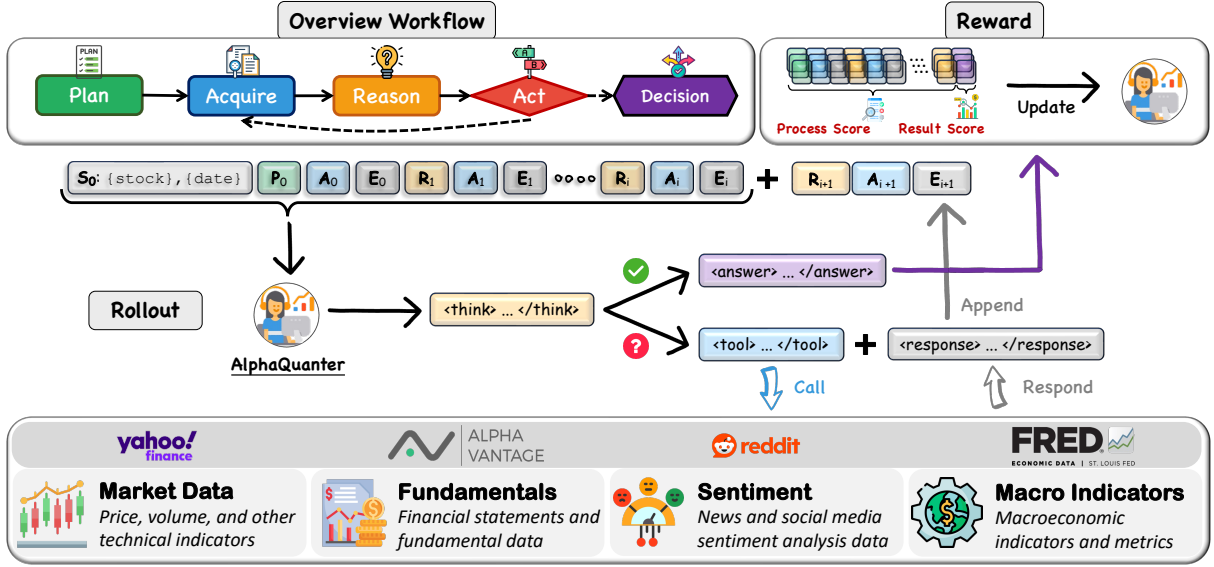 Overview Workflow
Reward
PLAN
Plan
Acquire
Reason
Act
Decision
A
B
Process Score
Result Score
Update
S0: {stock},{date}
P0
A0
E0
R1
A1
E1
Ri
Ai
Ei
+
Ri+1
Ai+1
Ei+1
Rollout
AlphaQuanter
<think> ... </think>
<answer> ... </answer>
<tool> ... </tool>
+
<response> ... </response>
Append
Call
Respond
yahoo!
finance
ALPHA
VANTAGE
reddit
FRED
ECONOMIC DATA | ST. LOUIS FED
Market Data
Price, volume, and other
technical indicators
Fundamentals
Financial statements and
fundamental data
Sentiment
News and social media
sentiment analysis data
Macro Indicators
Macroeconomic
indicators and metrics